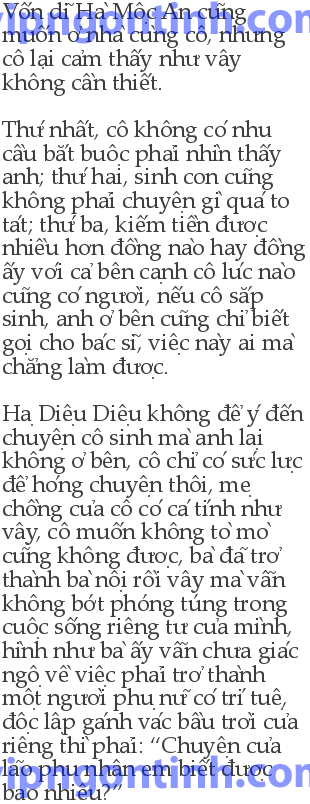 Vốn dĩ Hạ Mộc An cũng
muốn ở nhà cùng cô, nhưng
cô lại cảm thấy như vậy
không cần thiết.
Thứ nhất, cô không có nhu
cầu bắt buộc phải nhìn thấy
anh; thứ hai, sinh con cũng
không phải chuyện gì quá to
tát; thứ ba, kiếm tiền được
nhiều hơn đồng nào hay đồng
ấy với cả bên cạnh cô lúc nào
cũng có người, nếu cô sắp
sinh, anh ở bên cũng chỉ biết
gọi cho bác sĩ, việc này ai mà
chẳng làm được.
Hạ Diệu Diệu không để ý đến
chuyện cô sinh mà anh lại
không ở bên, cô chỉ có sức lực
để hóng chuyện thôi, mẹ
chồng của cô có cá tính như
vậy, cô muốn không tò mò
cũng không được, bà đã trở
thành bà nội rồi vậy mà vẫn
không bớt phóng túng trong
cuộc sống riêng tư của mình,
hình như bà ấy vẫn chưa giác
ngộ về việc phải trở thành
một người phụ nữ có trí tuệ,
độc lập gánh vác bầu trời của
riêng thì phải: “Chuyện của
lão phu nhân em biết được
bao nhiêu?”
vipngontinh.com
vipngontinh.com